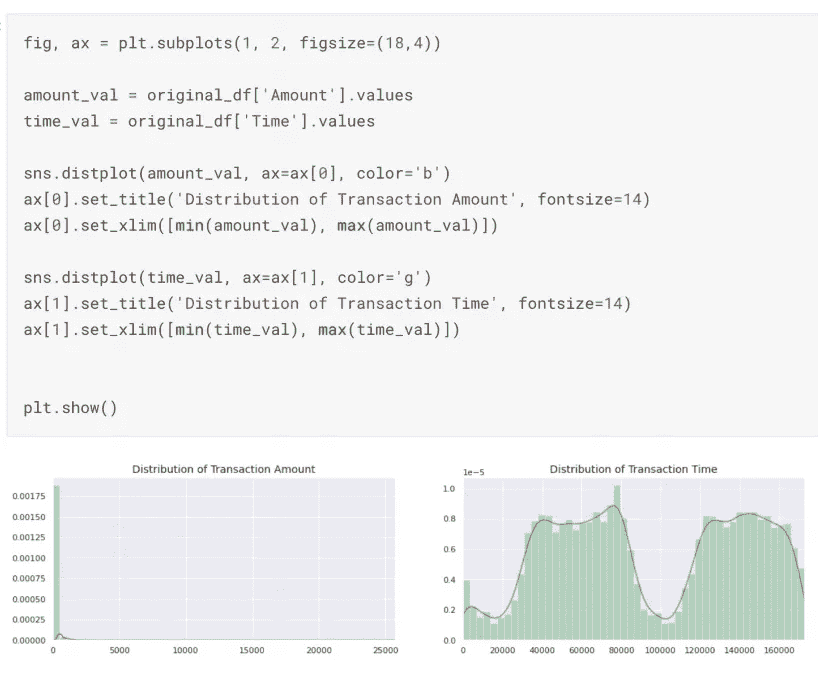 fig, ax = plt.subplots(1, 2, figsize=(18,4))
amount_val = original_df['Amount'].values
time_val = original_df['Time'].values
sns.distplot(amount_val, ax=ax[0], color='b')
ax[0].set_title('Distribution of Transaction Amount', fontsize=14)
ax[0].set_xlim([min(amount_val), max(amount_val)])
sns.distplot(time_val, ax=ax[1], color='g')
ax[1].set_title('Distribution of Transaction Time', fontsize=14)
ax[1].set_xlim([min(time_val), max(time_val)])
plt.show()
Distribution of Transaction Amount
0.00175
0.00150
0.00125
0.00100
0.00075
0.00050
0.00025
0.00000
0 5000 10000 15000 20000 25000
1e-5
Distribution of Transaction Time
1.0
0.8
0.6
0.4
0.2
0.0
0 20000 40000 60000 80000 100000 120000 140000 160000